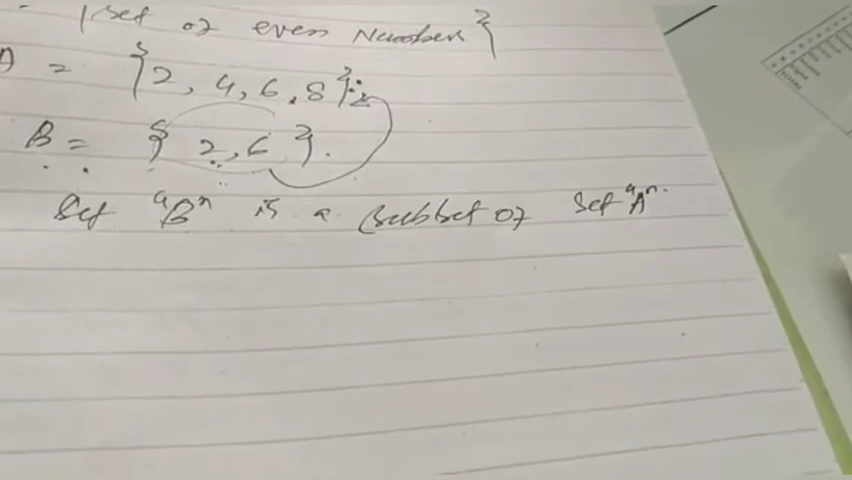 {set of even Number}
A = {2, 4, 6, 8};
B = {2, 6}.
Set "B" is a subset of Set "A".